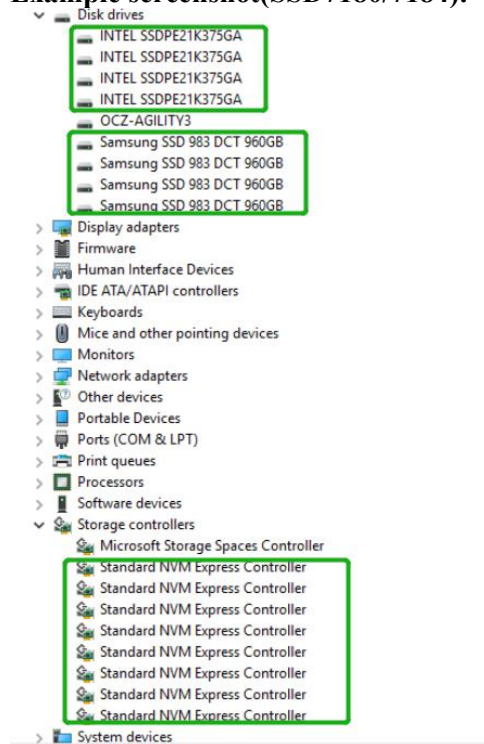 Example screenshot(SSD7180/7184):
Disk drives
INTEL SSDPE21K375GA
INTEL SSDPE21K375GA
INTEL SSDPE21K375GA
INTEL SSDPE21K375GA
OCZ-AGILITY3
Samsung SSD 983 DCT 960GB
Samsung SSD 983 DCT 960GB
Samsung SSD 983 DCT 960GB
Samsung SSD 983 DCT 960GB
Display adapters
Firmware
Human Interface Devices
IDE ATA/ATAPI controllers
Keyboards
Mice and other pointing devices
Monitors
Network adapters
Other devices
Portable Devices
Ports (COM & LPT)
Print queues
Processors
Software devices
Storage controllers
Microsoft Storage Spaces Controller
Standard NVM Express Controller
Standard NVM Express Controller
Standard NVM Express Controller
Standard NVM Express Controller
Standard NVM Express Controller
Standard NVM Express Controller
Standard NVM Express Controller
Standard NVM Express Controller
System devices